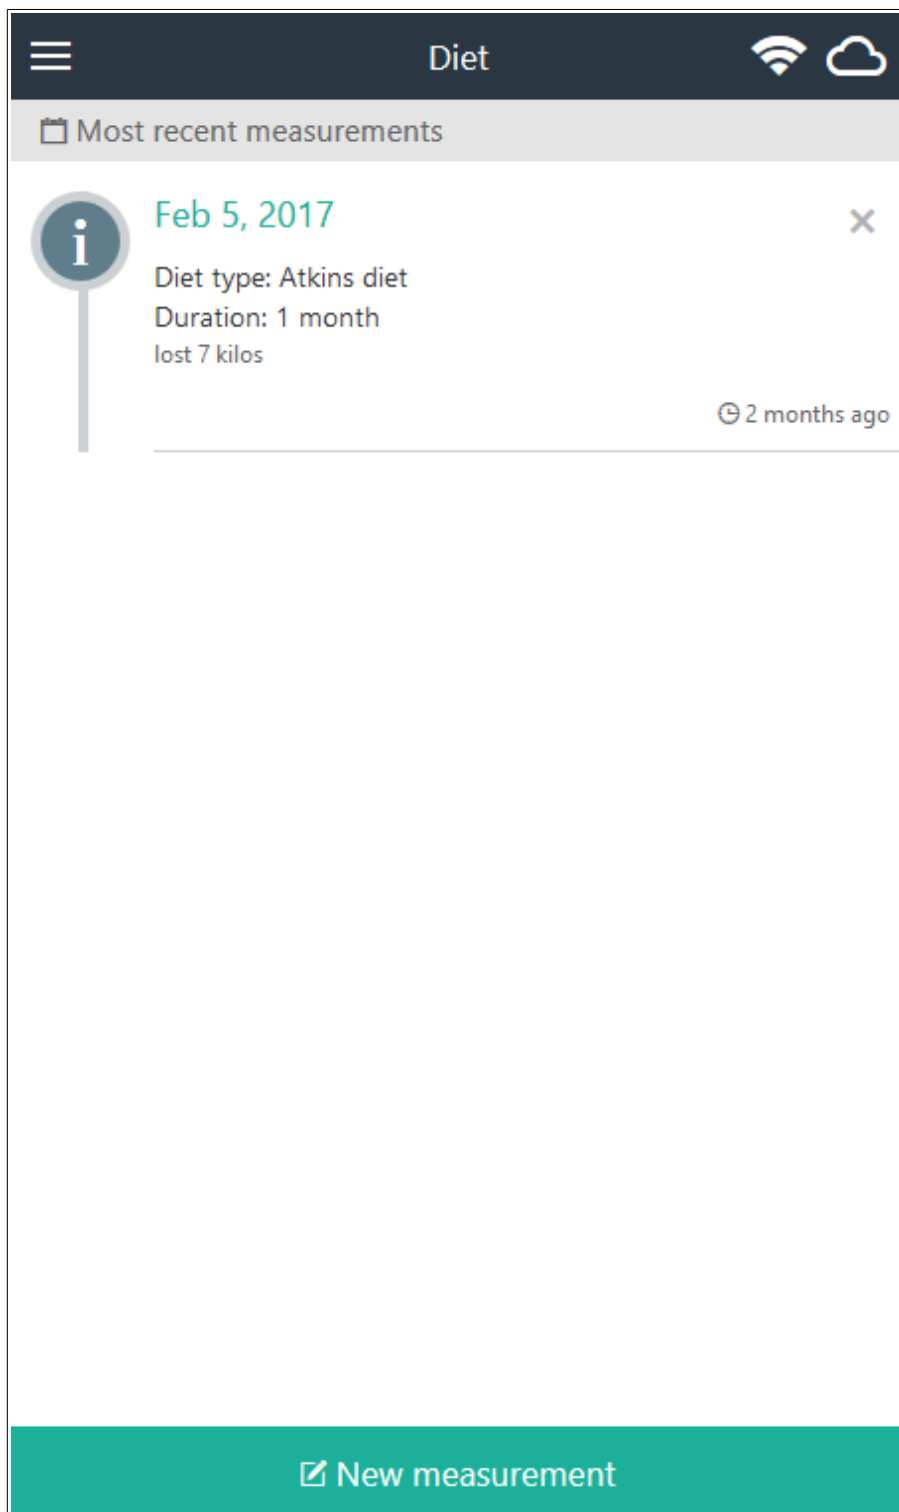 Diet
Most recent measurements
i
Feb 5, 2017
Diet type: Atkins diet
Duration: 1 month
lost 7 kilos
2 months ago
New measurement